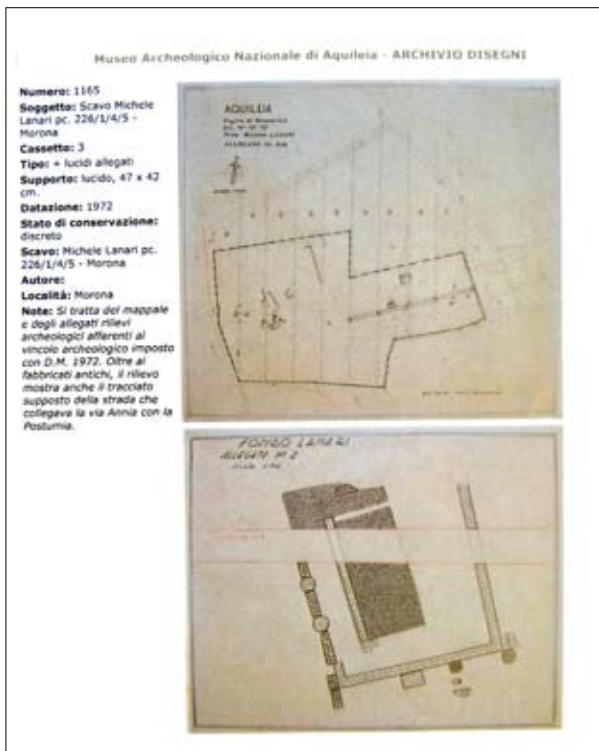 Museo Archeologico Nazionale di Aquileia - ARCHIVIO DISEGNI
Numero: 1165
Soggetto: Scavo Michele
Lanari pc. 226/1/4/5 -
Morona
Cassetto: 3
Tipo: + lucidi allegati
Supporto: lucido, 47 x 42
cm.
Datazione: 1972
Stato di conservazione:
discreto
Scavo: Michele Lanari pc.
226/1/4/5 - Morona
Autore:
Località: Morona
Note: Si tratta del mappale
e degli allegati rilievi
archeologici afferenti al
vincolo archeologico imposto
con D.M. 1972. Oltre ai
fabbricati antichi, il rilievo
mostra anche il tracciato
supposto della strada che
collegava la via Annia con la
Postumia.
AQUILEIA
FONDO LANARI
ALLEGATO Nº 2